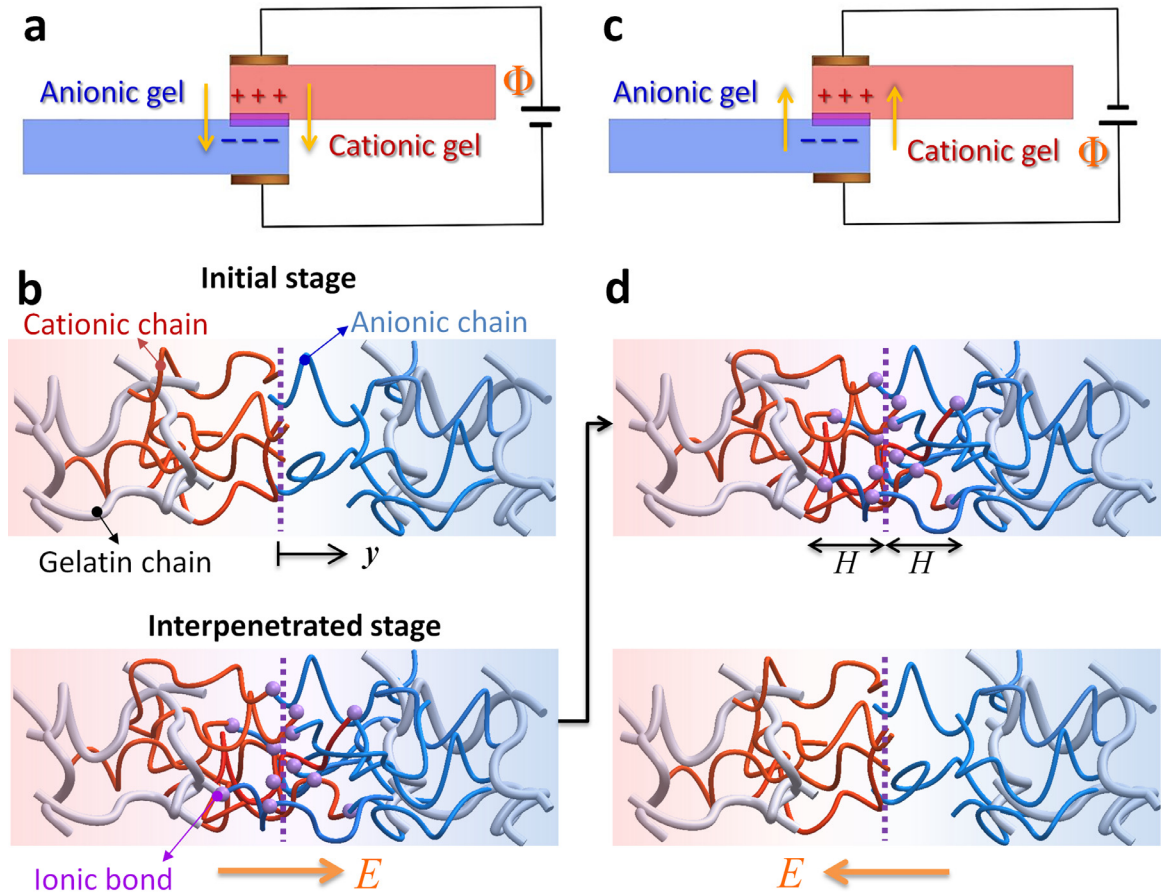 a
Anionic gel
+ + +
− − −
Cationic gel
Φ
c
Anionic gel
+ + +
− − −
Cationic gel
Φ
b
Initial stage
Cationic chain
Anionic chain
Gelatin chain
y
Interpenetrated stage
Ionic bond
E
d
H
H
E